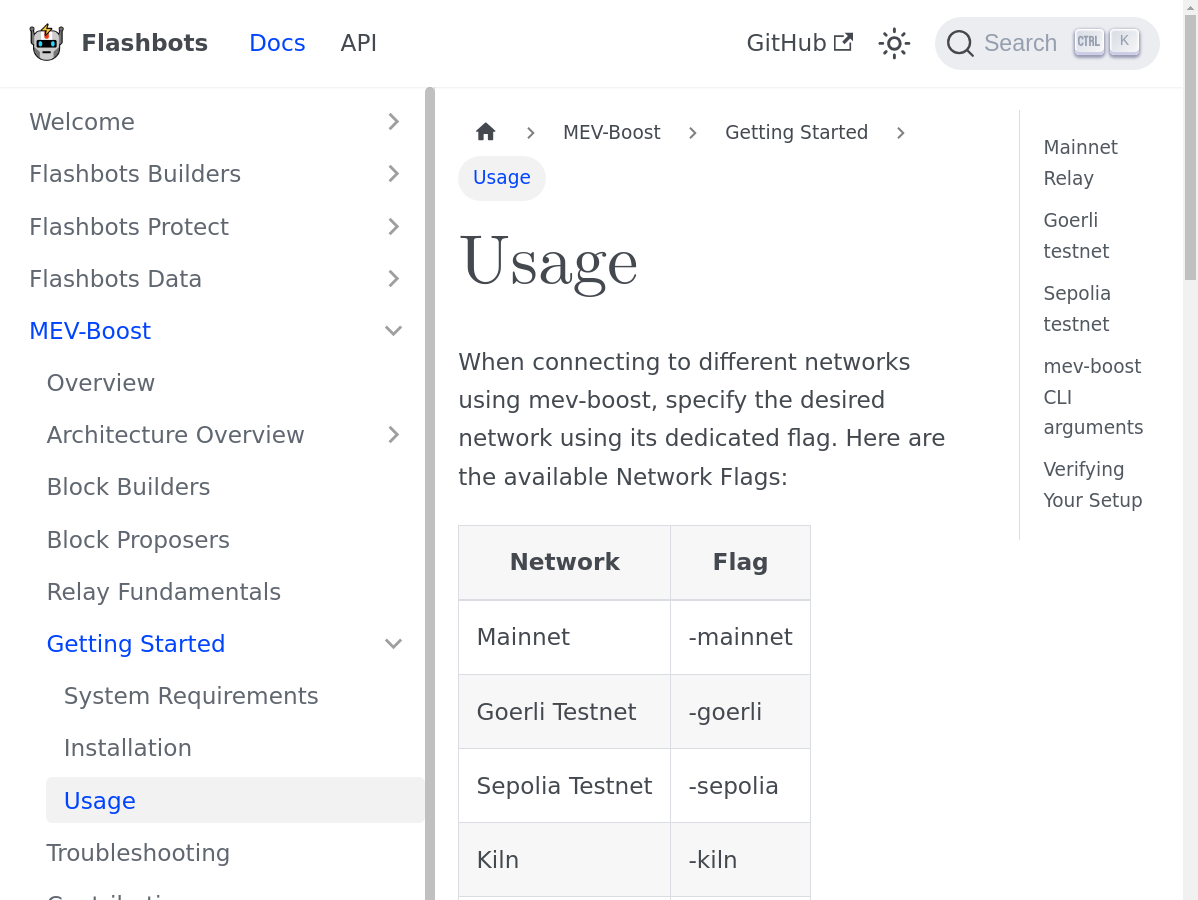 Flashbots
Docs
API
GitHub
Search
CTRL
K
Welcome
Flashbots Builders
Flashbots Protect
Flashbots Data
MEV-Boost
Overview
Architecture Overview
Block Builders
Block Proposers
Relay Fundamentals
Getting Started
System Requirements
Installation
Usage
Troubleshooting
MEV-Boost
Getting Started
Usage
Usage
When connecting to different networks
using mev-boost, specify the desired
network using its dedicated flag. Here are
the available Network Flags:
Network Flag
Mainnet -mainnet
Goerli Testnet -goerli
Sepolia Testnet -sepolia
Kiln -kiln
Mainnet
Relay
Goerli
testnet
Sepolia
testnet
mev-boost
CLI
arguments
Verifying
Your Setup